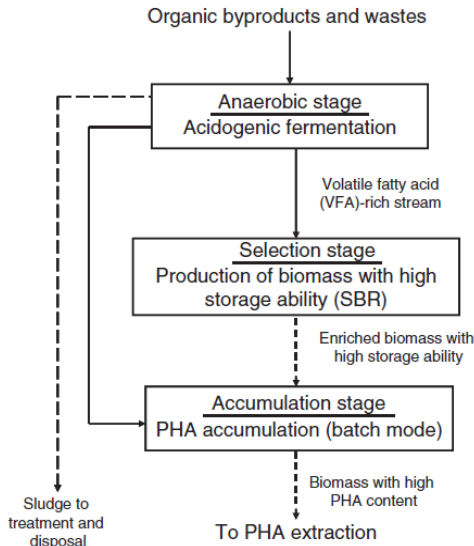 Organic byproducts and wastes
Anaerobic stage
Acidogenic fermentation
Volatile fatty acid
(VFA)-rich stream
Selection stage
Production of biomass with high
storage ability (SBR)
Enriched biomass with
high storage ability
Accumulation stage
PHA accumulation (batch mode)
Biomass with high
PHA content
Sludge to
treatment and
disposal
To PHA extraction